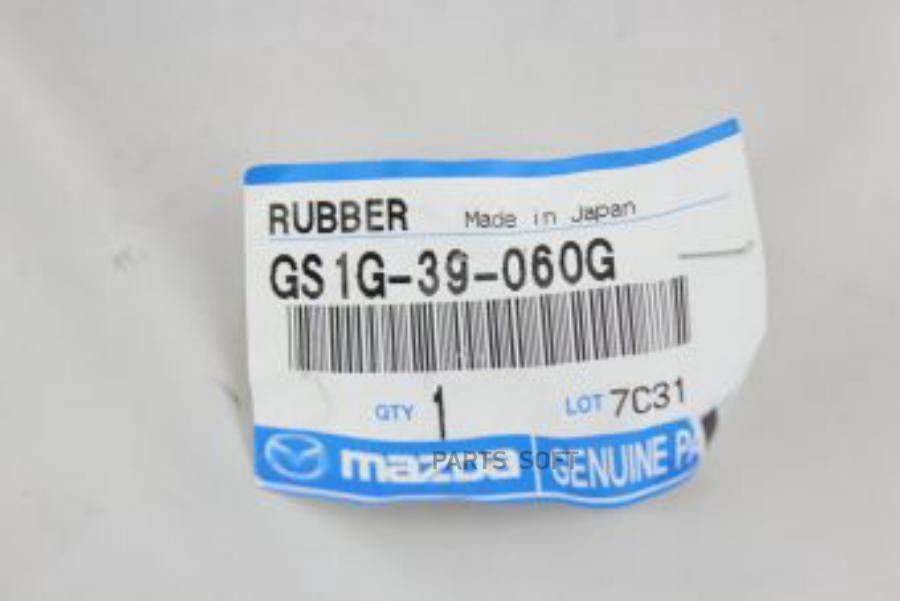 RUBBER Made in Japan
GS1G-39-060G
QTY 1 LOT 7C31
mazda GENUINE PA
PARTS SOFT